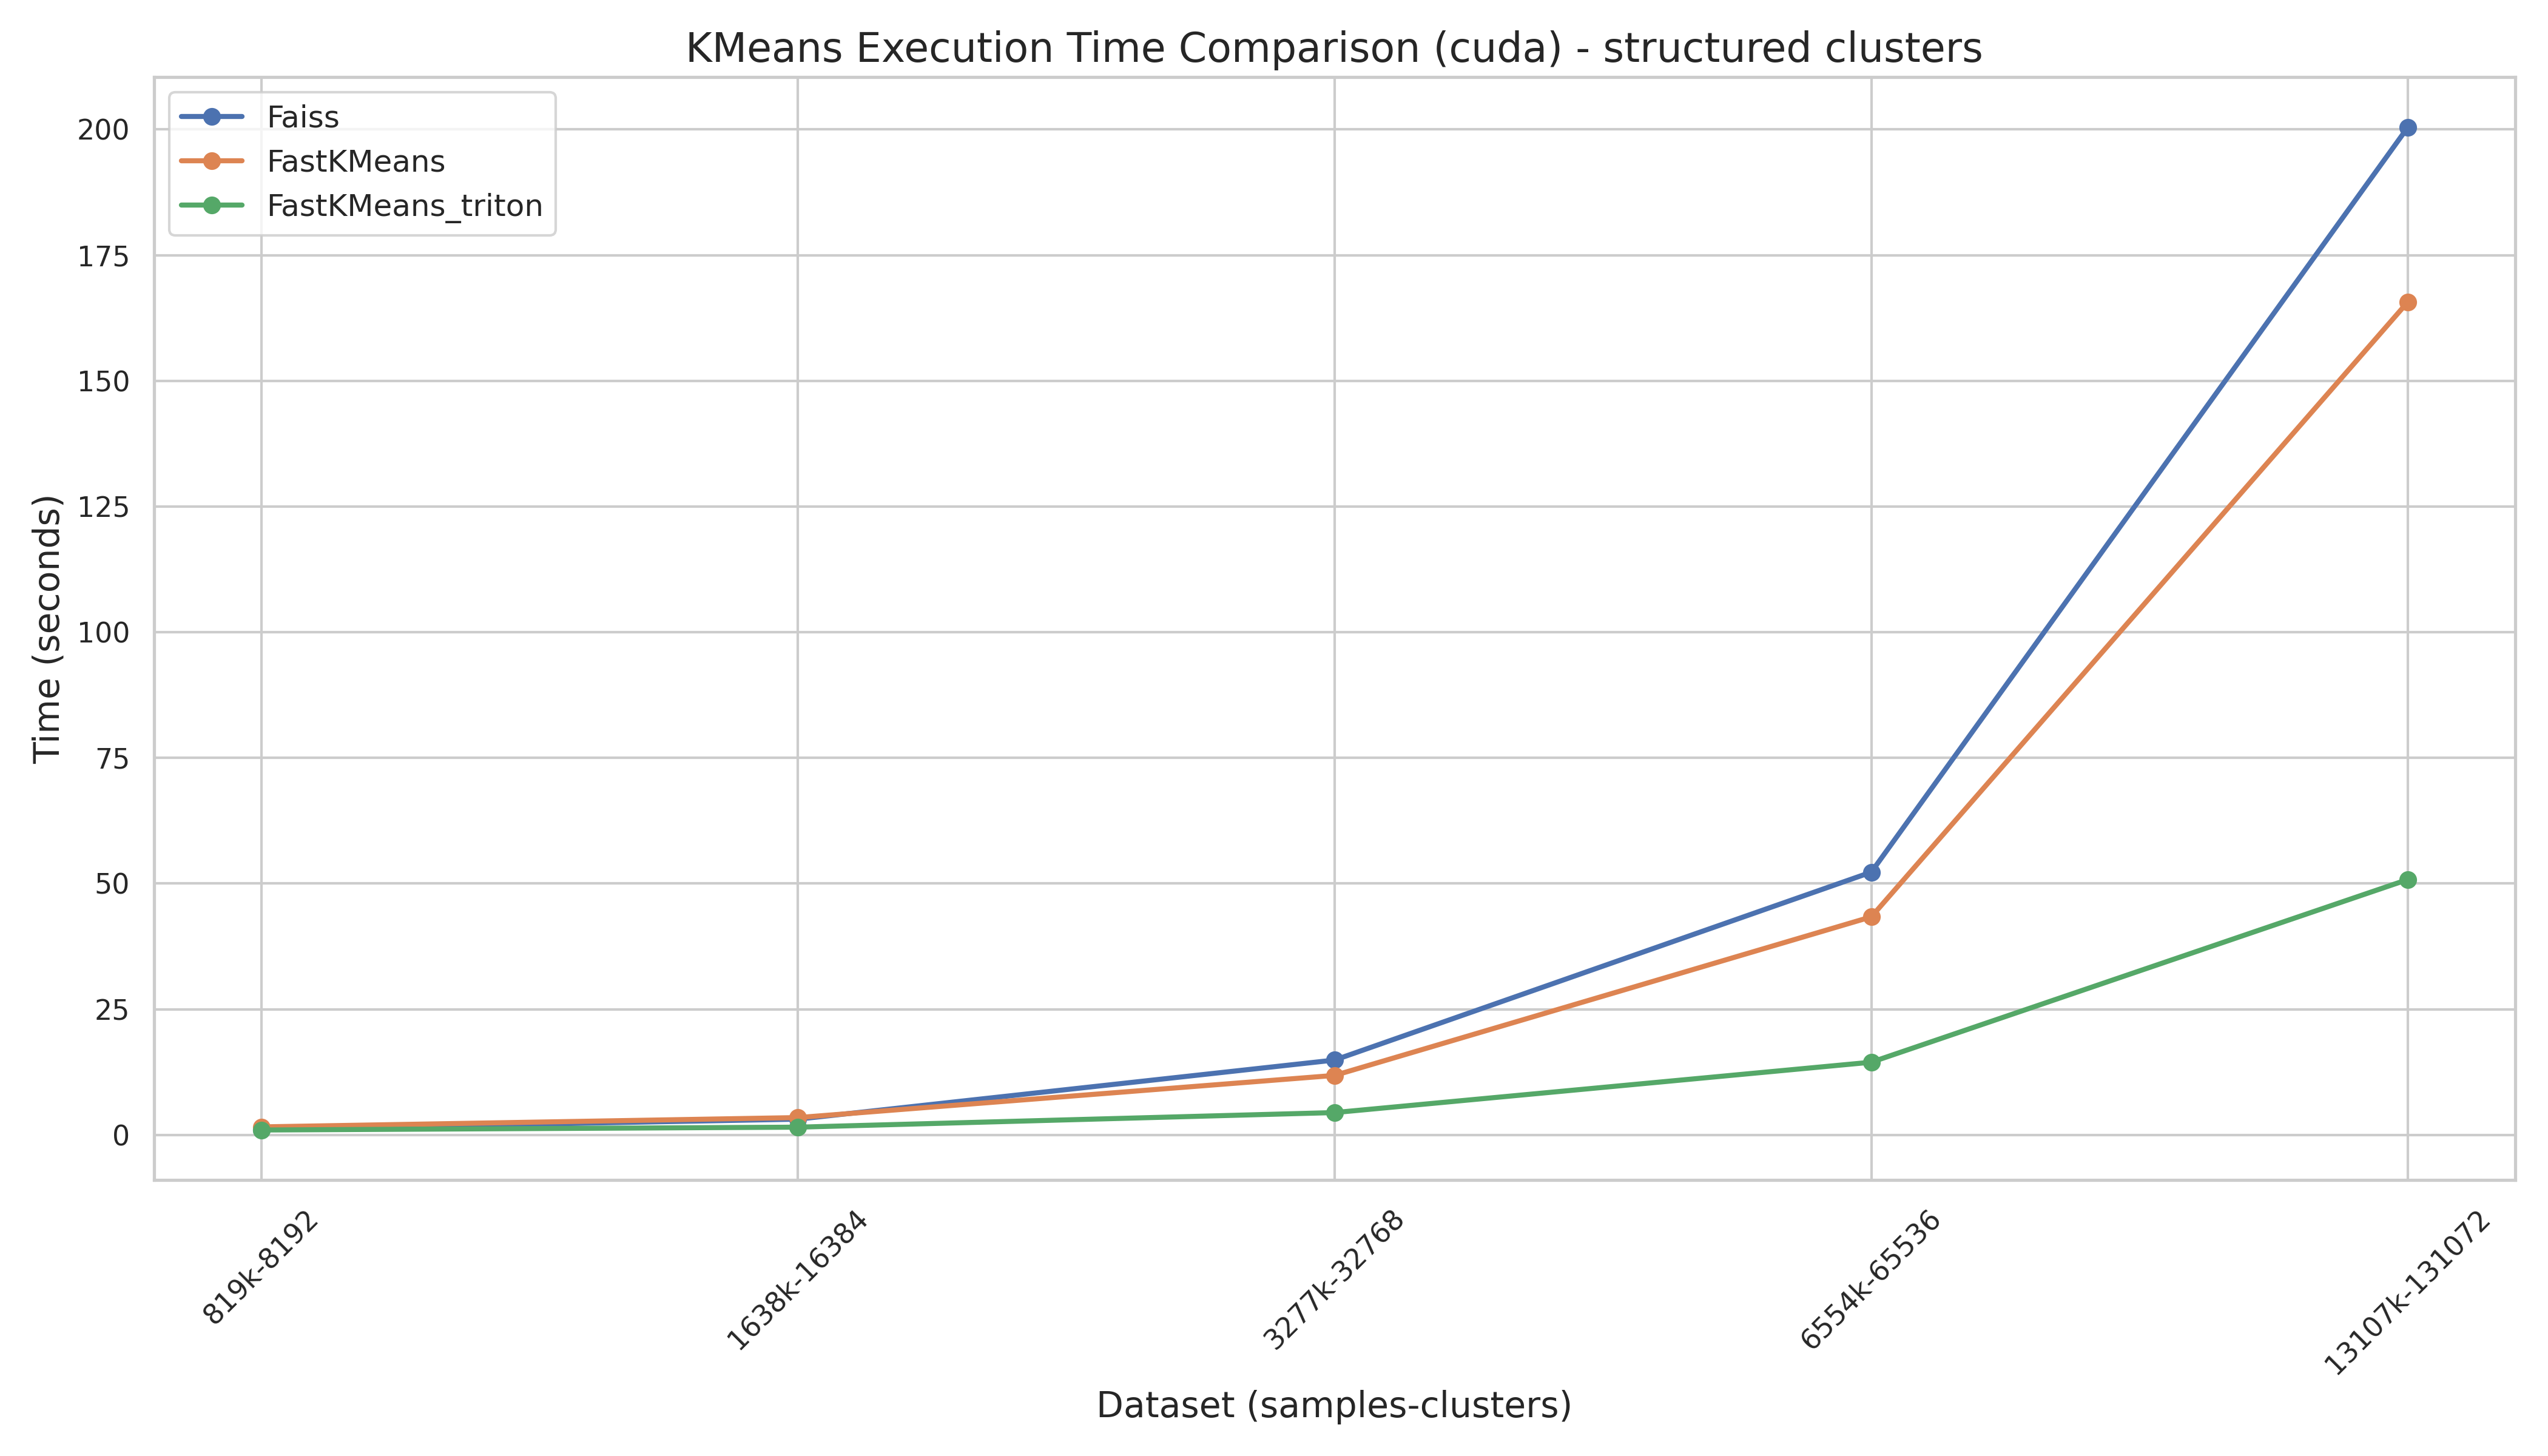 KMeans Execution Time Comparison (cuda) - structured clusters
Faiss
FastKMeans
FastKMeans_triton
Time (seconds)
200
175
150
125
100
75
50
25
0
819k-8192
1638k-16384
3277k-32768
6554k-65536
13107k-131072
Dataset (samples-clusters)